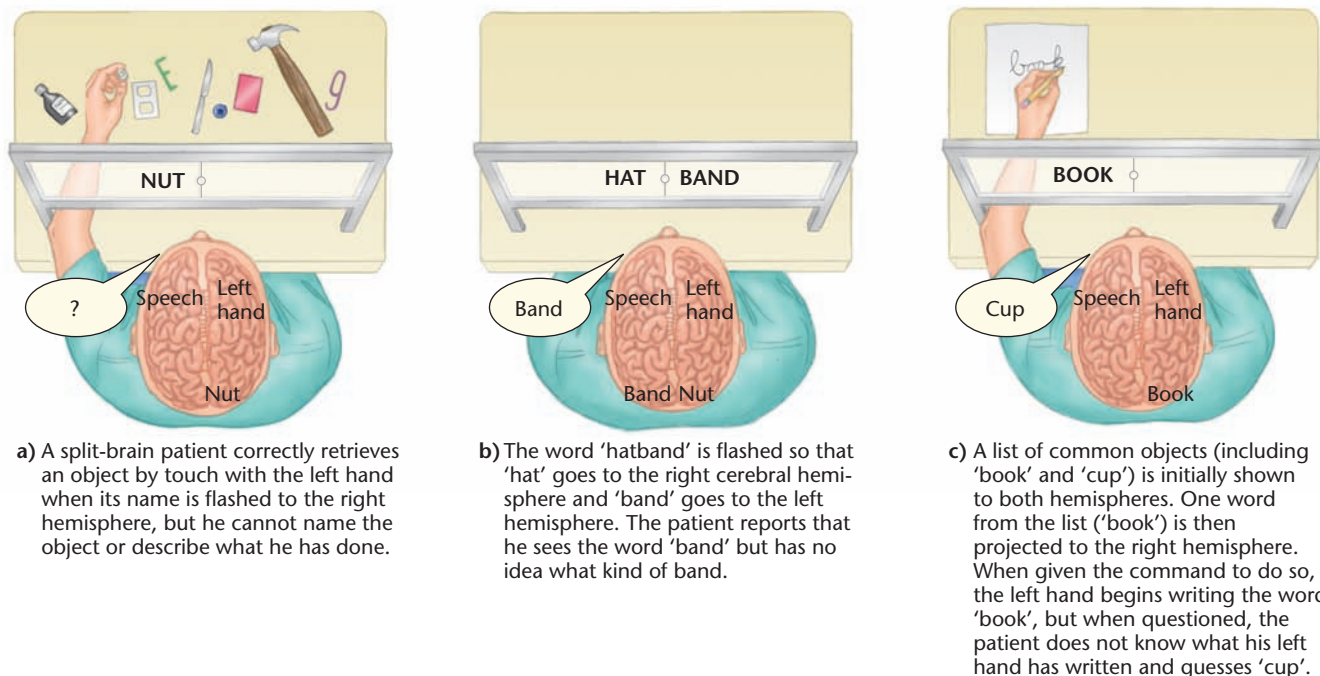 E
g
NUT
?
Speech
Left
hand
Nut
a) A split-brain patient correctly retrieves
an object by touch with the left hand
when its name is flashed to the right
hemisphere, but he cannot name the
object or describe what he has done.
HAT BAND
Band
Speech
Left
hand
Band Nut
b) The word ‘hatband’ is flashed so that
‘hat’ goes to the right cerebral hemi-
sphere and ‘band’ goes to the left
hemisphere. The patient reports that
he sees the word ‘band’ but has no
idea what kind of band.
book
BOOK
Cup
Speech
Left
hand
Book
c) A list of common objects (including
‘book’ and ‘cup’) is initially shown
to both hemispheres. One word
from the list (‘book’) is then
projected to the right hemisphere.
When given the command to do so,
the left hand begins writing the word
‘book’, but when questioned, the
patient does not know what his left
hand has written and guesses ‘cup’.